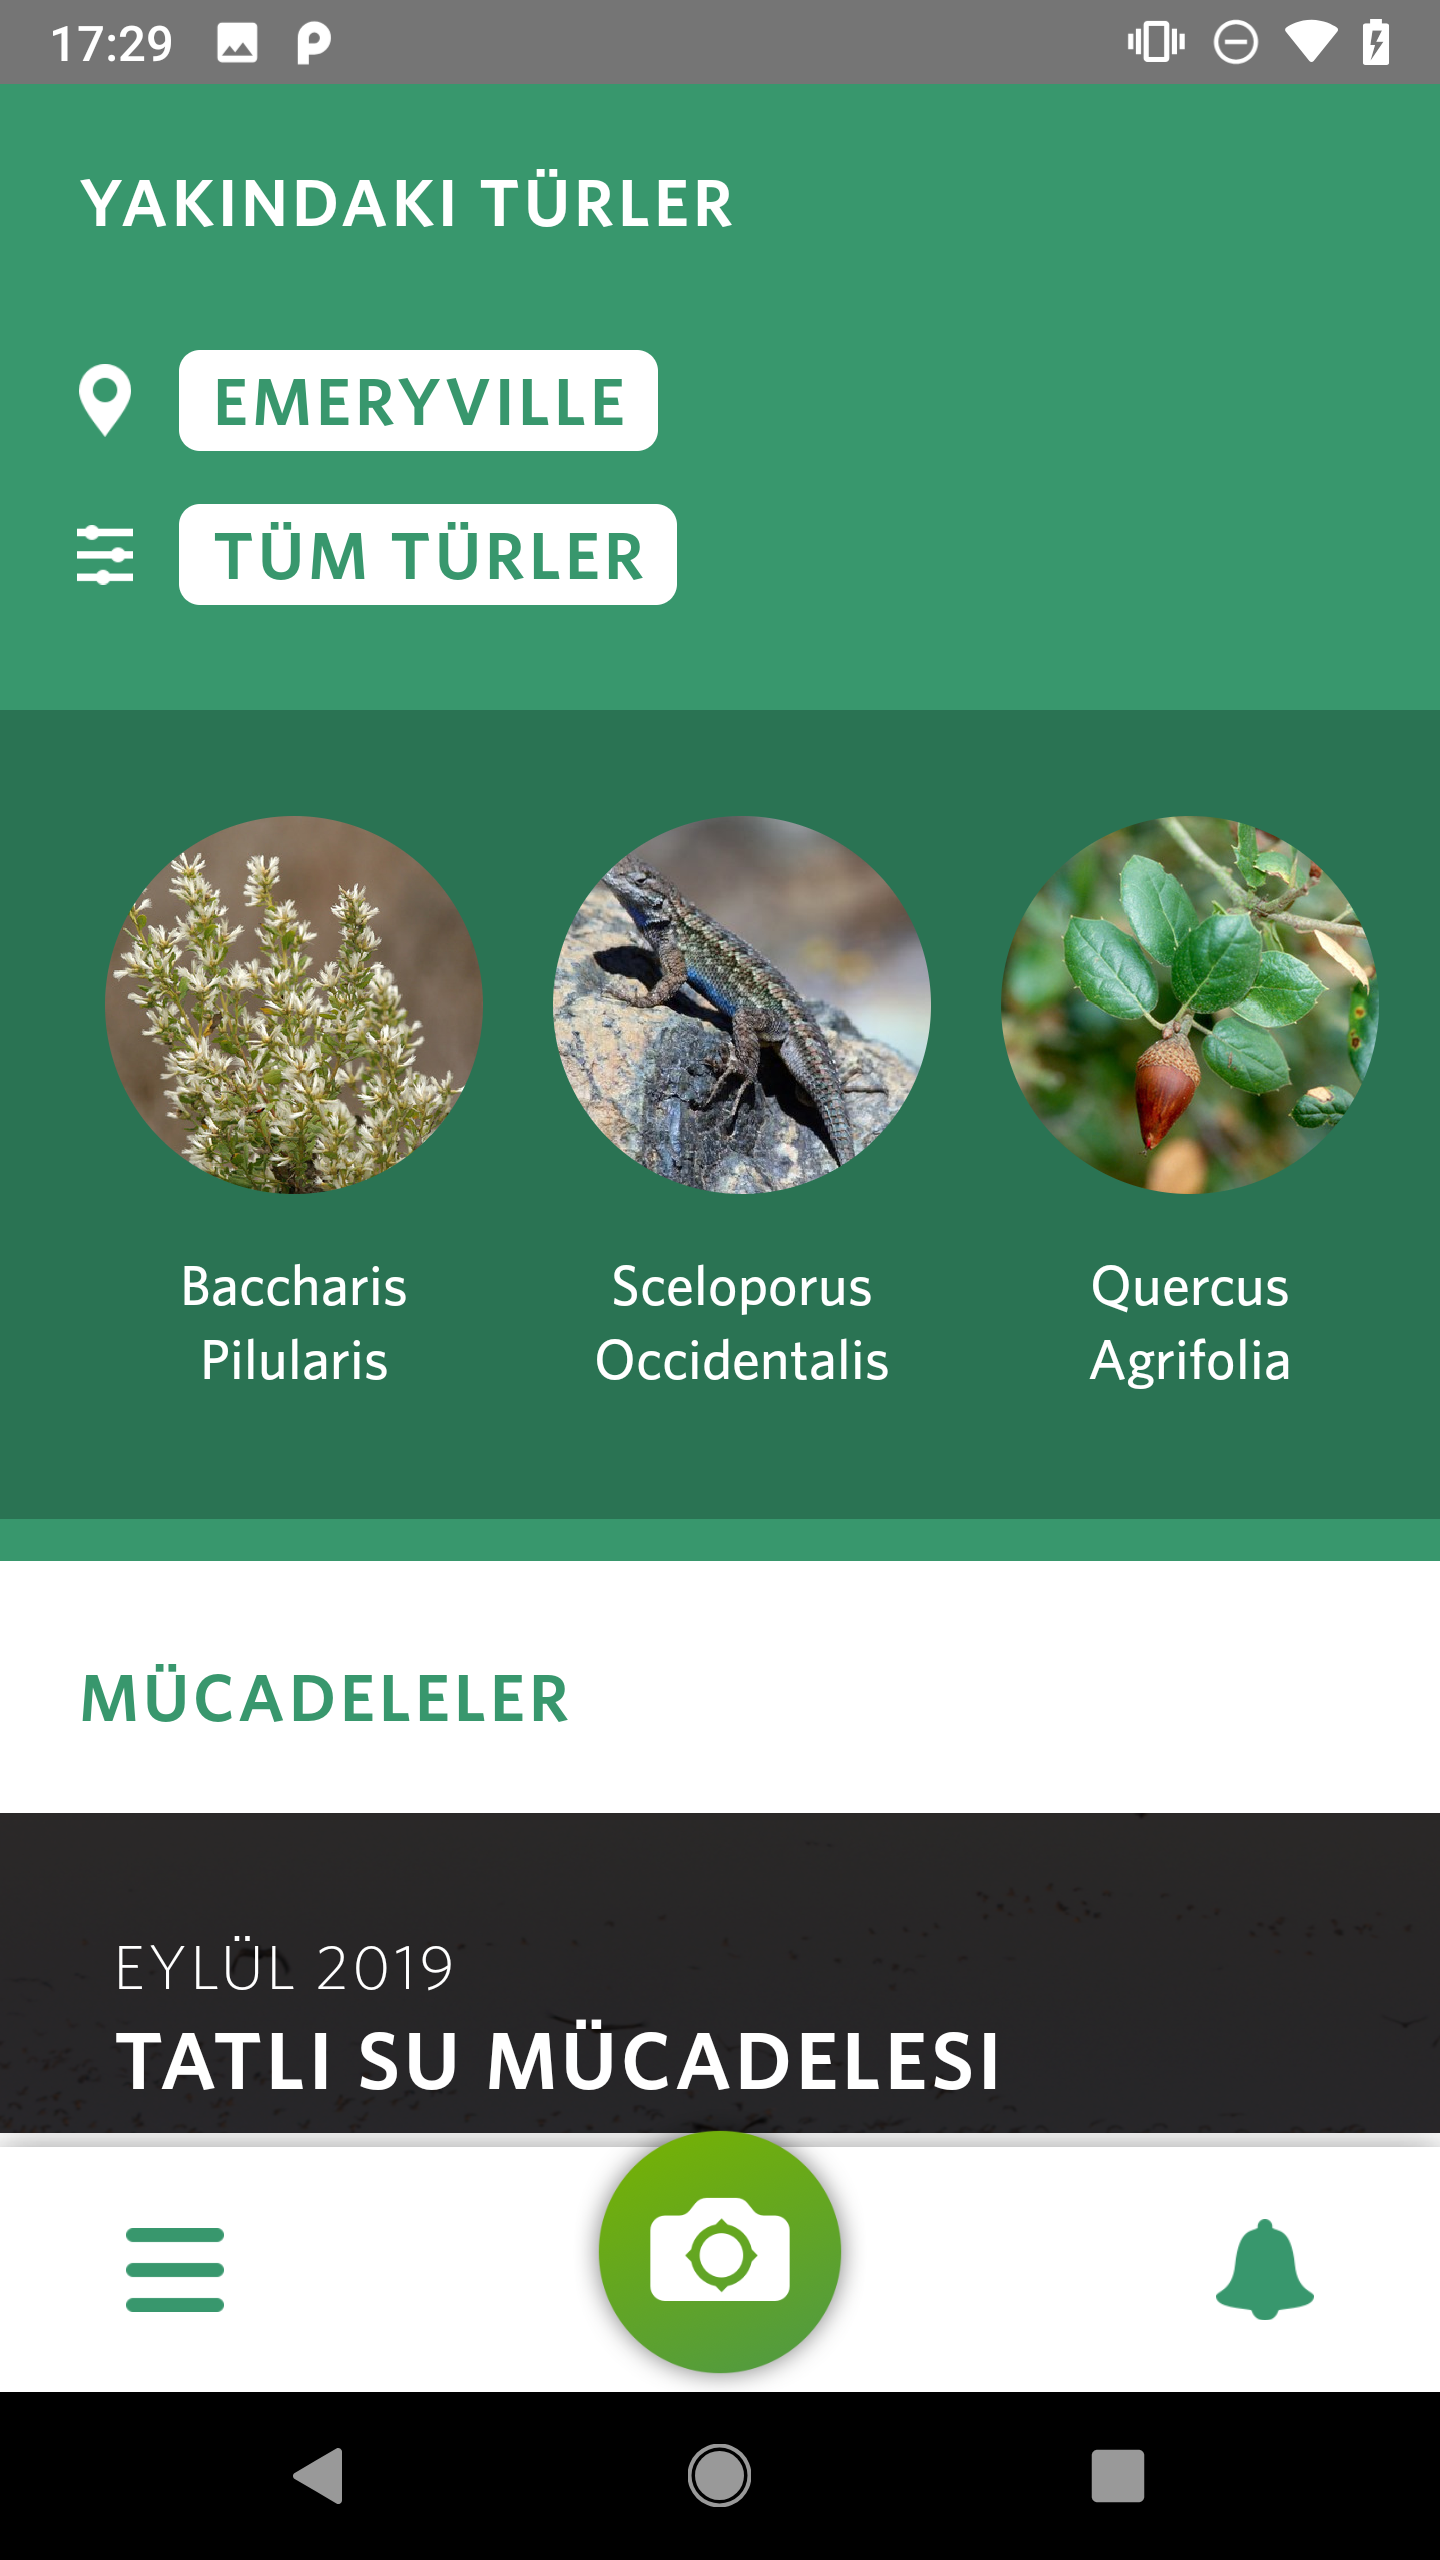 17:29
YAKINDAKI TÜRLER
EMERYVILLE
TÜM TÜRLER
Baccharis
Pilularis
Sceloporus
Occidentalis
Quercus
Agrifolia
MÜCADELELER
EYLÜL 2019
TATLI SU MÜCADELESI